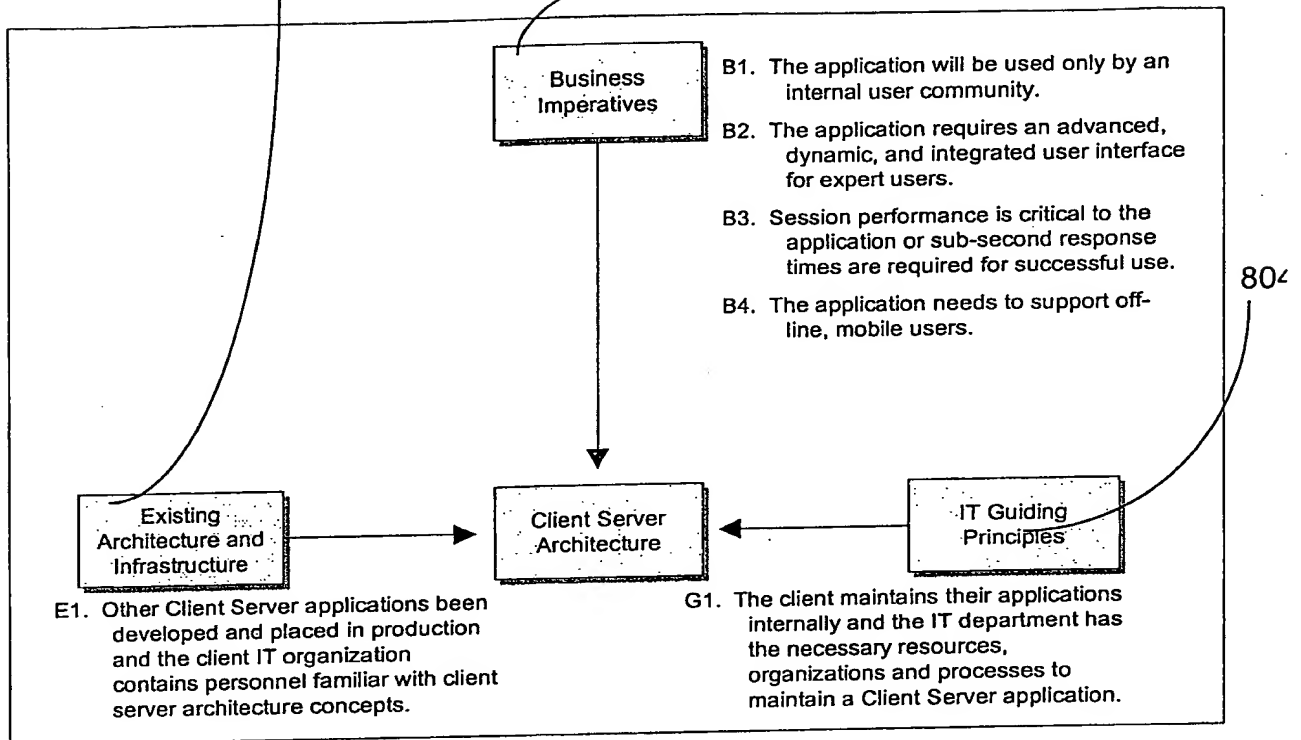 Business
Imperatives
B1. The application will be used only by an
internal user community.
B2. The application requires an advanced,
dynamic, and integrated user interface
for expert users.
B3. Session performance is critical to the
application or sub-second response
times are required for successful use.
B4. The application needs to support off-
line, mobile users.
804
Existing
Architecture and
Infrastructure
Client Server
Architecture
IT Guiding
Principles
E1. Other Client Server applications been
developed and placed in production
and the client IT organization
contains personnel familiar with client
server architecture concepts.
G1. The client maintains their applications
internally and the IT department has
the necessary resources,
organizations and processes to
maintain a Client Server application.